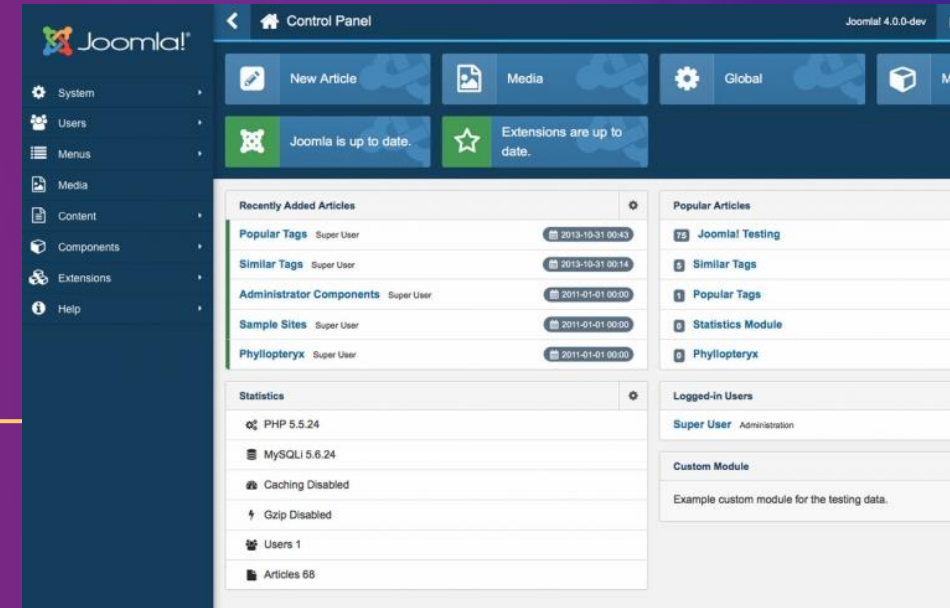 Joomla!®
System
Users
Menus
Media
Content
Components
Extensions
Help
Control Panel
Joomla! 4.0.0-dev
New Article
Media
Global
M
Joomla is up to date.
Extensions are up to
date.
Recently Added Articles
Popular Tags Super User 2013-10-31 00:43
Similar Tags Super User 2013-10-31 00:14
Administrator Components Super User 2011-01-01 00:00
Sample Sites Super User 2011-01-01 00:00
Phyllopteryx Super User 2011-01-01 00:00
Statistics
PHP 5.5.24
MySQLi 5.6.24
Caching Disabled
Gzip Disabled
Users 1
Articles 68
Popular Articles
75 Joomla! Testing
5 Similar Tags
1 Popular Tags
0 Statistics Module
0 Phyllopteryx
Logged-in Users
Super User Administration
Custom Module
Example custom module for the testing data.